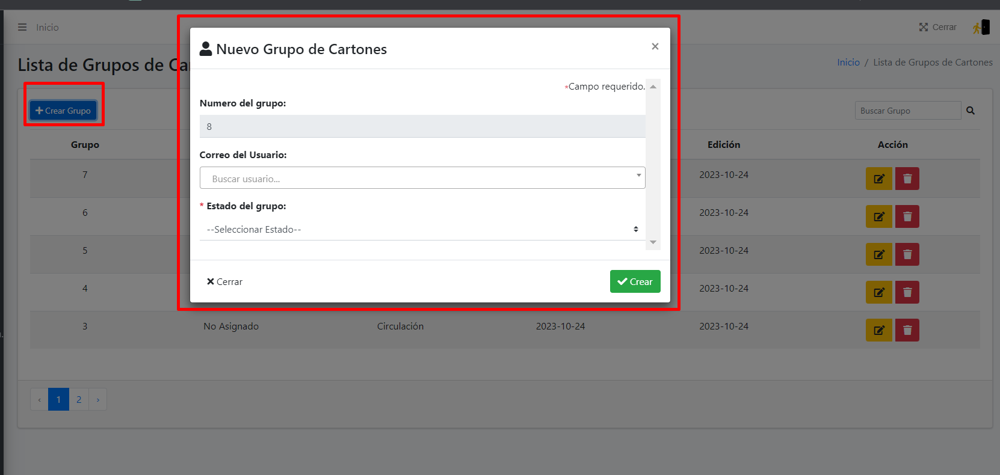 Inicio
Cerrar
Lista de Grupos de Ca
Inicio / Lista de Grupos de Cartones
Crear Grupo
Buscar Grupo
Nuevo Grupo de Cartones
×
*Campo requerido.
Numero del grupo:
8
Correo del Usuario:
Buscar usuario...
* Estado del grupo:
--Seleccionar Estado--
Cerrar
Crear
Grupo Edición Acción
7 2023-10-24
6 2023-10-24
5 2023-10-24
4 2023-10-24
3 No Asignado Circulación 2023-10-24 2023-10-24
‹ 1 2 ›